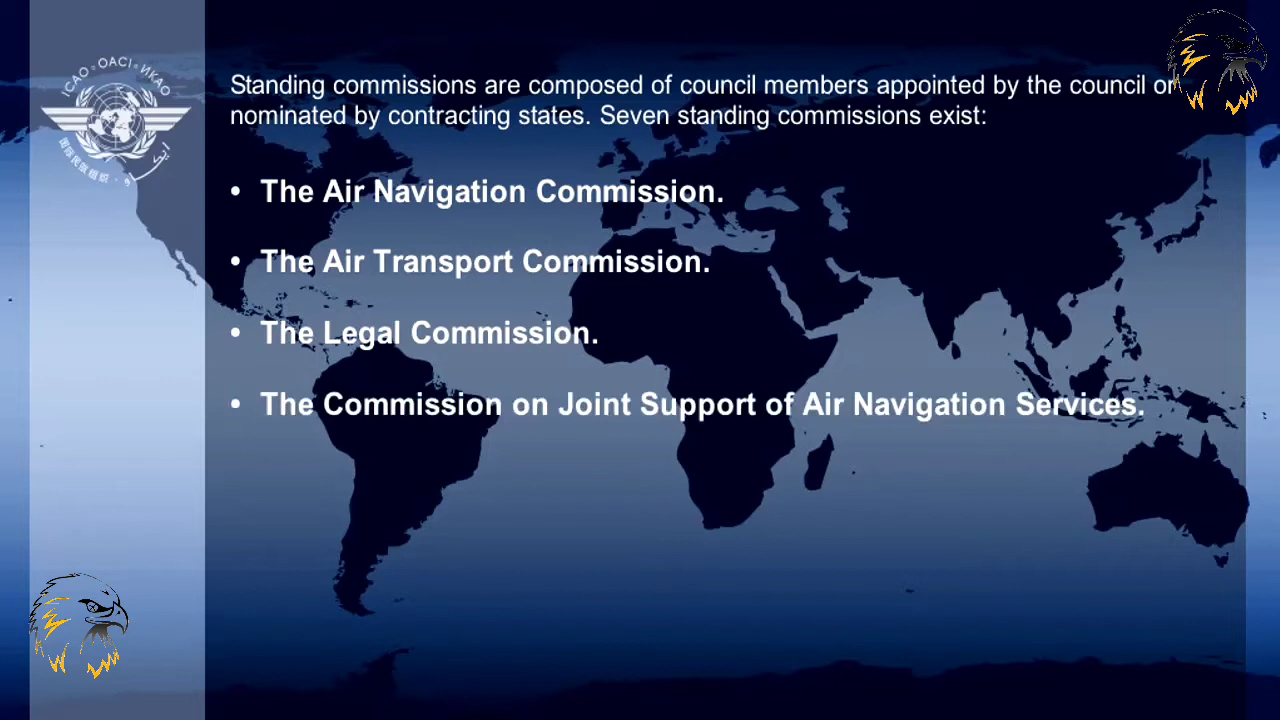 ICAO · OACI · ИКАО
Standing commissions are composed of council members appointed by the council or
nominated by contracting states. Seven standing commissions exist:
• The Air Navigation Commission.
• The Air Transport Commission.
• The Legal Commission.
• The Commission on Joint Support of Air Navigation Services.